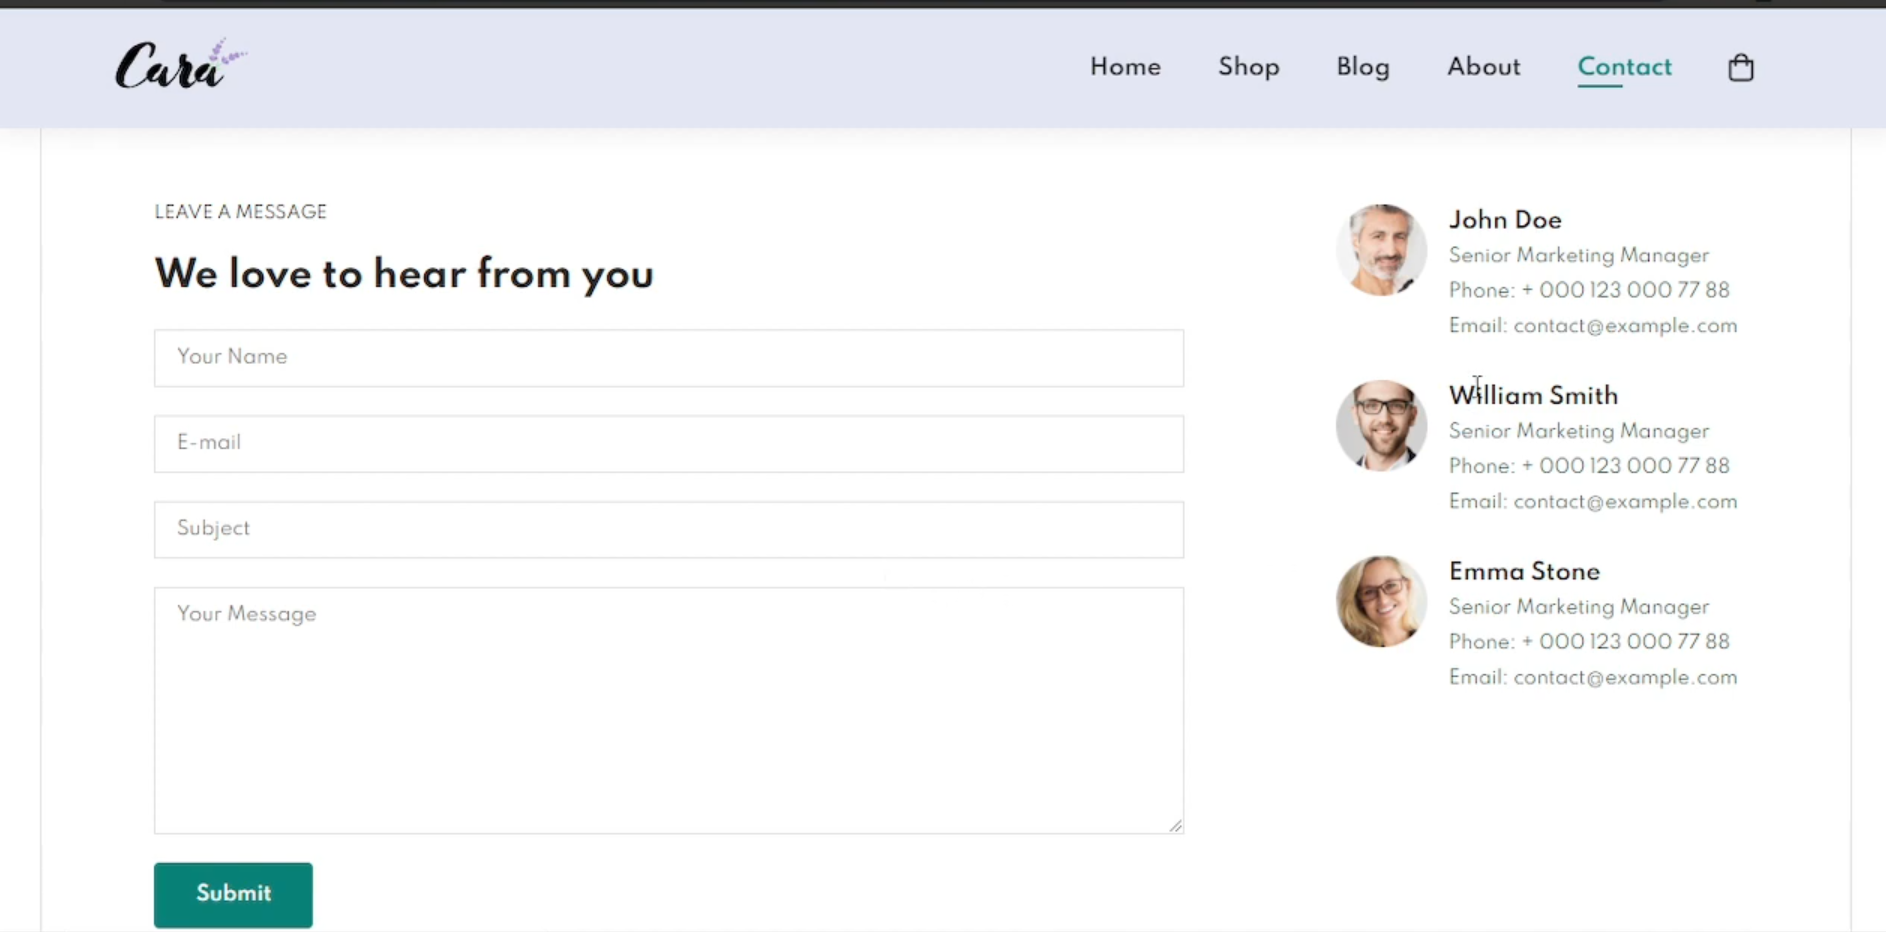 Cara
Home Shop Blog About Contact
LEAVE A MESSAGE
We love to hear from you
Your Name
E-mail
Subject
Your Message
Submit
John Doe
Senior Marketing Manager
Phone: + 000 123 000 77 88
Email: contact@example.com
William Smith
Senior Marketing Manager
Phone: + 000 123 000 77 88
Email: contact@example.com
Emma Stone
Senior Marketing Manager
Phone: + 000 123 000 77 88
Email: contact@example.com